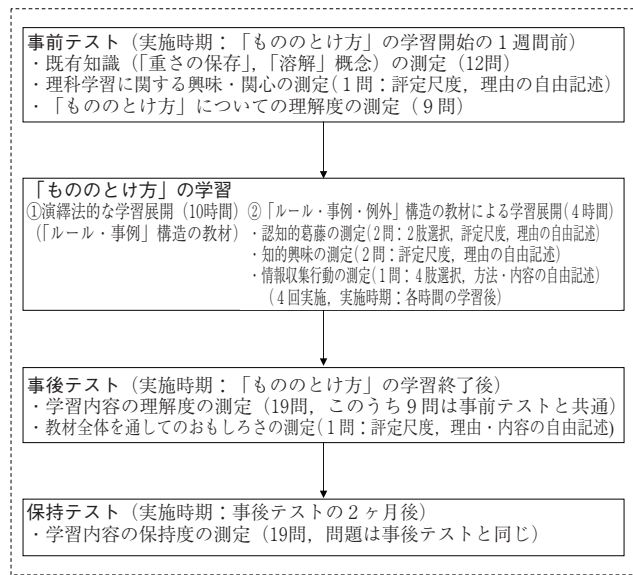 事前テスト（実施時期：「もののとけ方」の学習開始の１週間前）
・既有知識（「重さの保存」，「溶解」概念）の測定（12問）
・理科学習に関する興味・関心の測定（１問：評定尺度，理由の自由記述）
・「もののとけ方」についての理解度の測定（９問）
「もののとけ方」の学習
①演繹法的な学習展開（10時間）
（「ルール・事例」構造の教材）
②「ルール・事例・例外」構造の教材による学習展開（４時間）
・認知的葛藤の測定（２問：２肢選択，評定尺度，理由の自由記述）
・知的興味の測定（２問：評定尺度，理由の自由記述）
・情報収集行動の測定（１問：４肢選択，方法・内容の自由記述）
（４回実施，実施時期：各時間の学習後）
事後テスト（実施時期：「もののとけ方」の学習終了後）
・学習内容の理解度の測定（19問，このうち９問は事前テストと共通）
・教材全体を通してのおもしろさの測定（１問：評定尺度，理由・内容の自由記述）
保持テスト（実施時期：事後テストの２ヶ月後）
・学習内容の保持度の測定（19問，問題は事後テストと同じ）